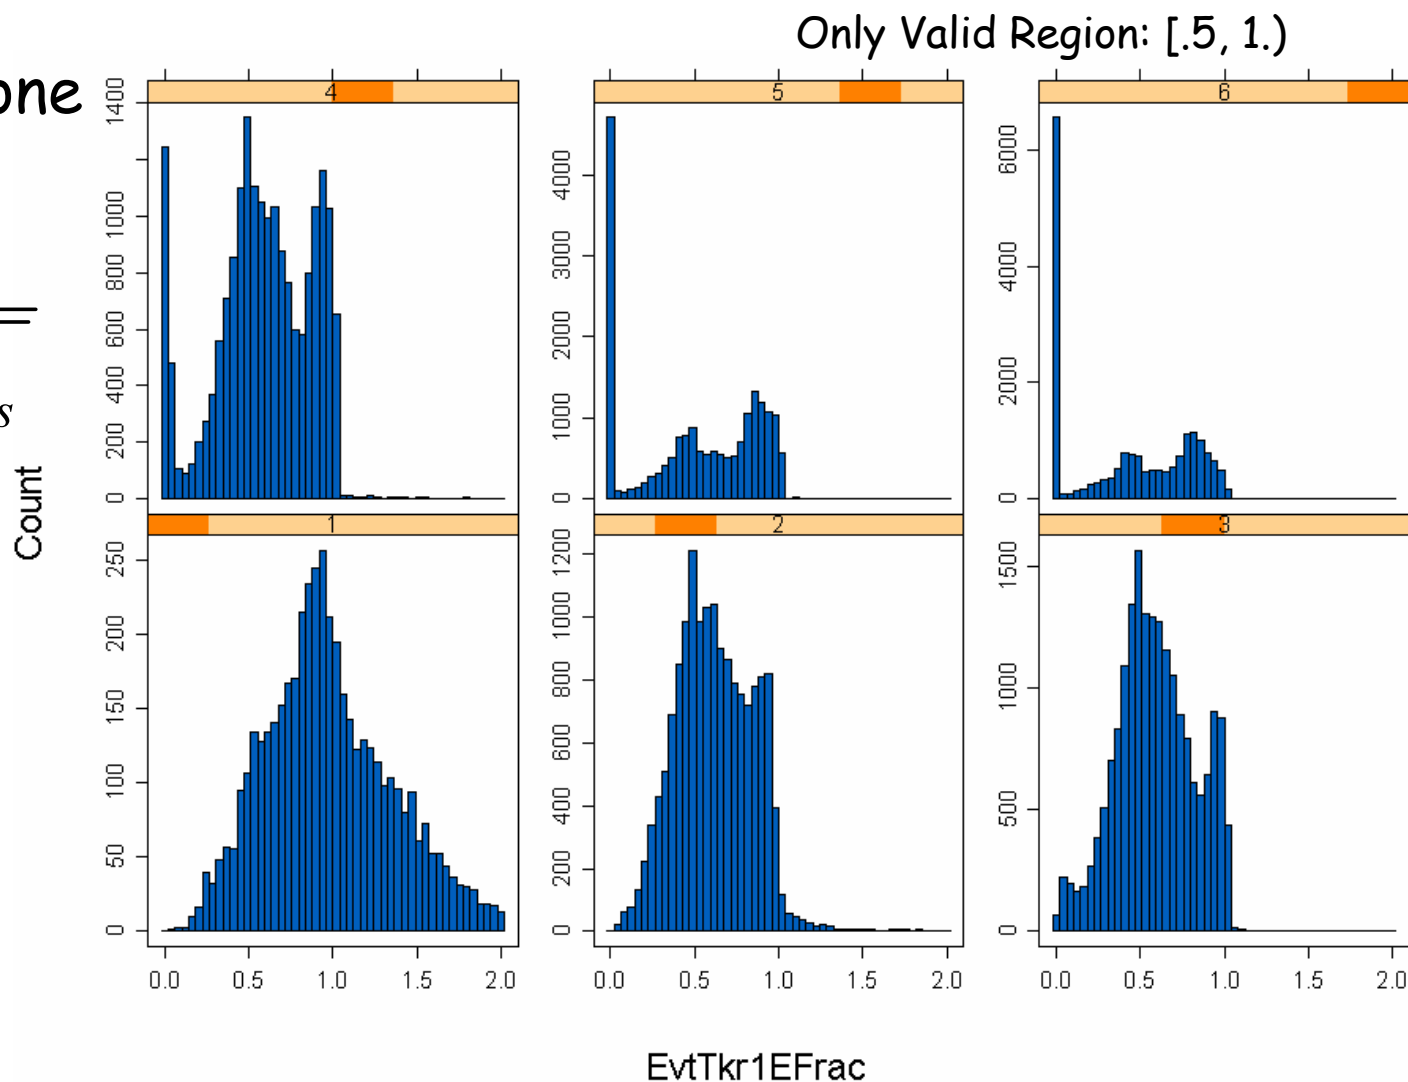 Only Valid Region: [.5, 1.)
one
=
s
Count
4
0 200 400 600 800 1000 1400
5
0 1000 2000 3000 4000
6
0 2000 4000 6000
1
0 50 100 150 200 250
2
0 200 400 600 800 1000 1200
3
0 500 1000 1500
0.0 0.5 1.0 1.5 2.0
0.0 0.5 1.0 1.5 2.0
0.0 0.5 1.0 1.5 2.0
EvtTkr1EFrac